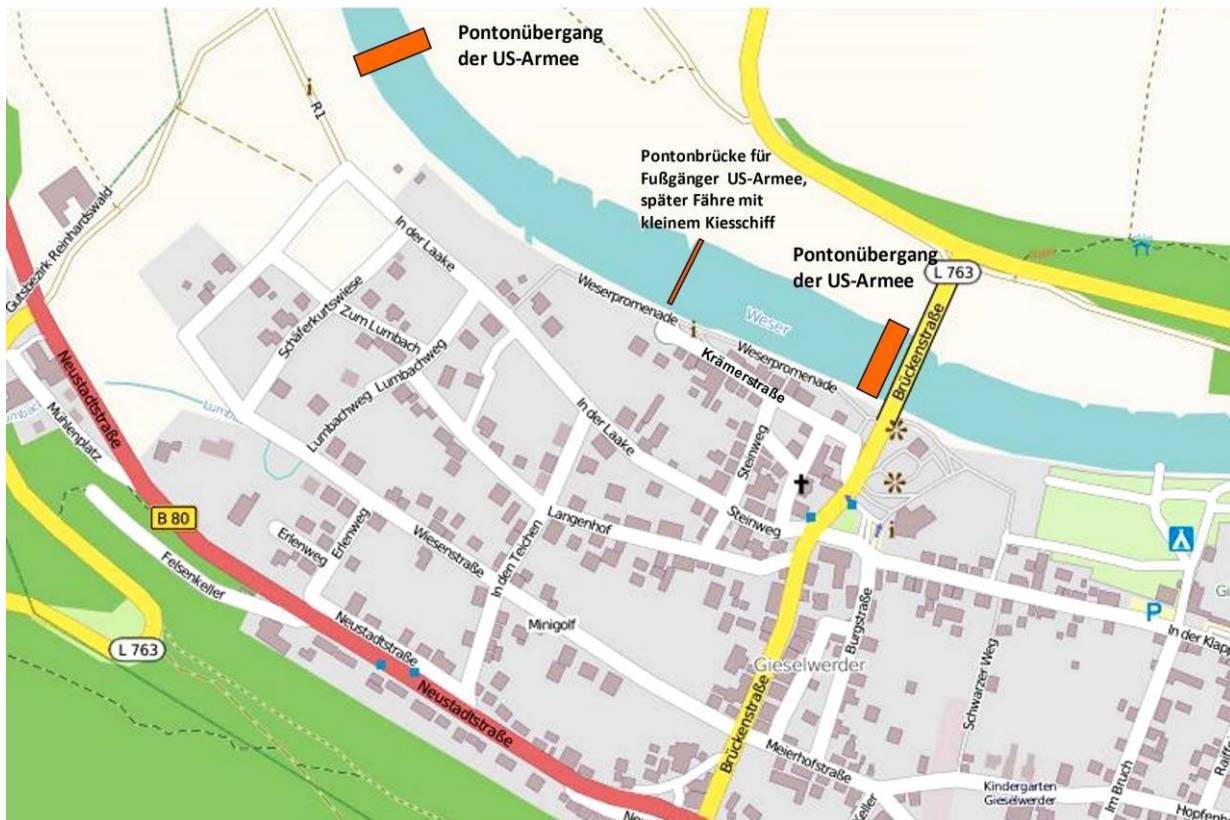 Pontonübergang
der US-Armee
Pontonbrücke für
Fußgänger US-Armee,
später Fähre mit
kleinem Kiesschiff
Pontonübergang
der US-Armee
L 763
R1
Gutsbezirk Reinhardswald
In der Laake
Weserpromenade
Weser
Schäferkurtswiese
Zum Lumbach
Lumbachweg
Lumbachweg
Weserpromenade
Krämerstraße
Brückenstraße
Neustadtstraße
Mühlenplatz
In der Laake
Steinweg
B 80
Steinweg
Langenhof
Erlenweg
Erlenweg
Wiesenstraße
In den Teichen
Felsenkeller
Neustadtstraße
Minigolf
Burgstraße
P
In der Klapp
L 763
Gieselwerder
Schwarzer Weg
Neustadtstraße
Brückenstraße
Meierhofstraße
Im Bruch
Kindergarten
Gieselwerder